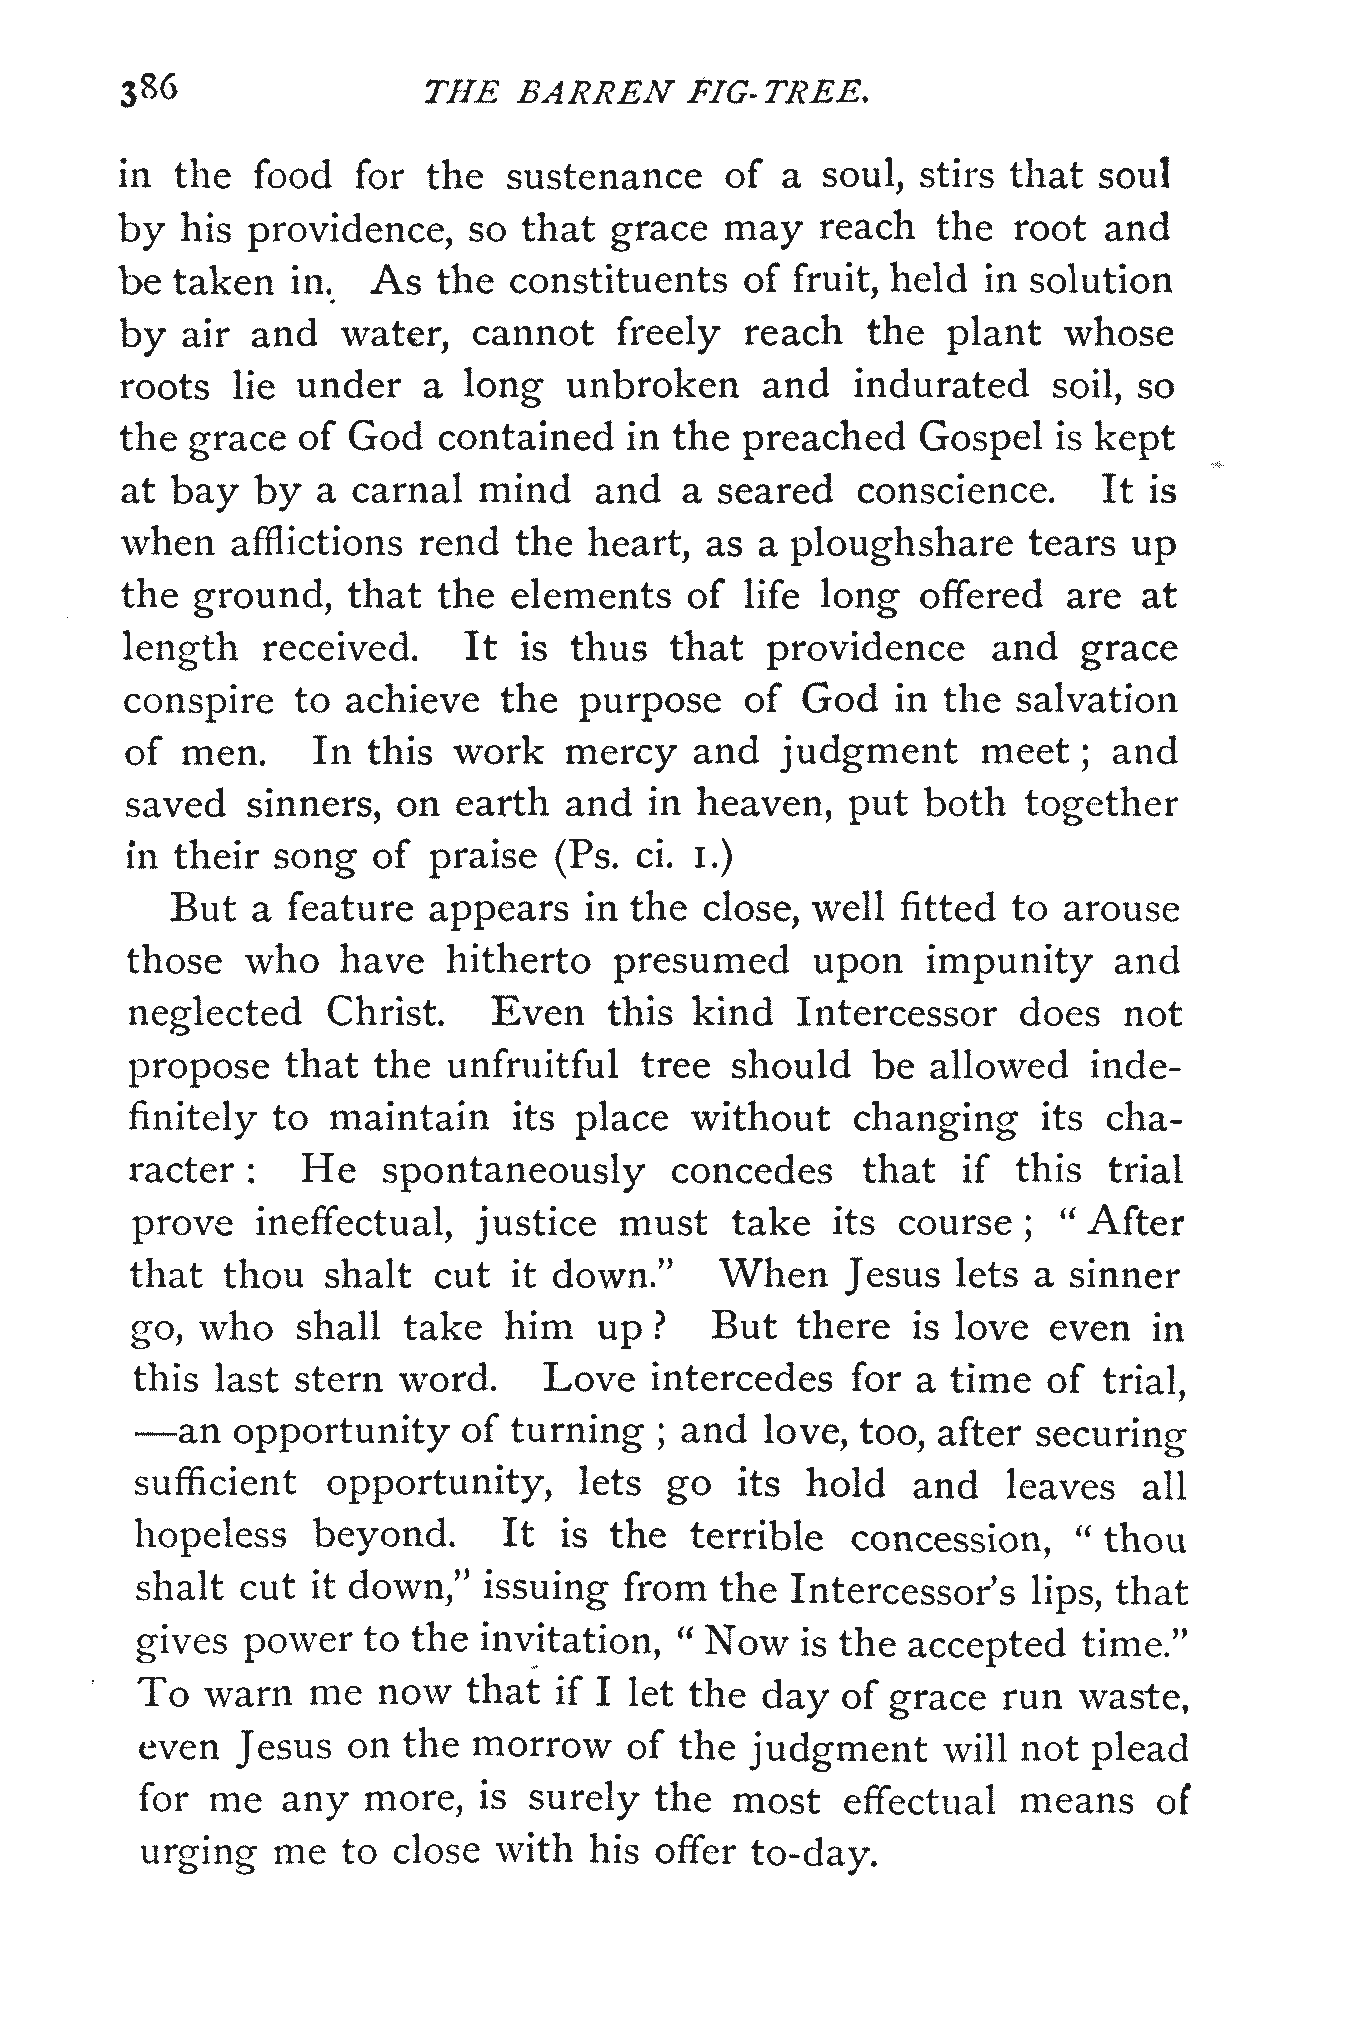 386 THE BARREN FIG-TREE.
in the food for the sustenance of a soul, stirs that soul
by his providence, so that grace may reach the root and
be taken in. As the constituents of fruit, held in solution
by air and water, cannot freely reach the plant whose
roots lie under a long unbroken and indurated soil, so
the grace of God contained in the preached Gospel is kept
at bay by a carnal mind and a seared conscience. It is
when afflictions rend the heart, as a ploughshare tears up
the ground, that the elements of life long offered are at
length received. It is thus that providence and grace
conspire to achieve the purpose of God in the salvation
of men. In this work mercy and judgment meet ; and
saved sinners, on earth and in heaven, put both together
in their song of praise (Ps. ci. 1.)
But a feature appears in the close, well fitted to arouse
those who have hitherto presumed upon impunity and
neglected Christ. Even this kind Intercessor does not
propose that the unfruitful tree should be allowed inde-
finitely to maintain its place without changing its cha-
racter : He spontaneously concedes that if this trial
prove ineffectual, justice must take its course ; “ After
that thou shalt cut it down.” When Jesus lets a sinner
go, who shall take him up ? But there is love even in
this last stern word. Love intercedes for a time of trial,
—an opportunity of turning ; and love, too, after securing
sufficient opportunity, lets go its hold and leaves all
hopeless beyond. It is the terrible concession, “ thou
shalt cut it down,” issuing from the Intercessor’s lips, that
gives power to the invitation, “ Now is the accepted time.”
To warn me now that if I let the day of grace run waste,
even Jesus on the morrow of the judgment will not plead
for me any more, is surely the most effectual means of
urging me to close with his offer to-day.